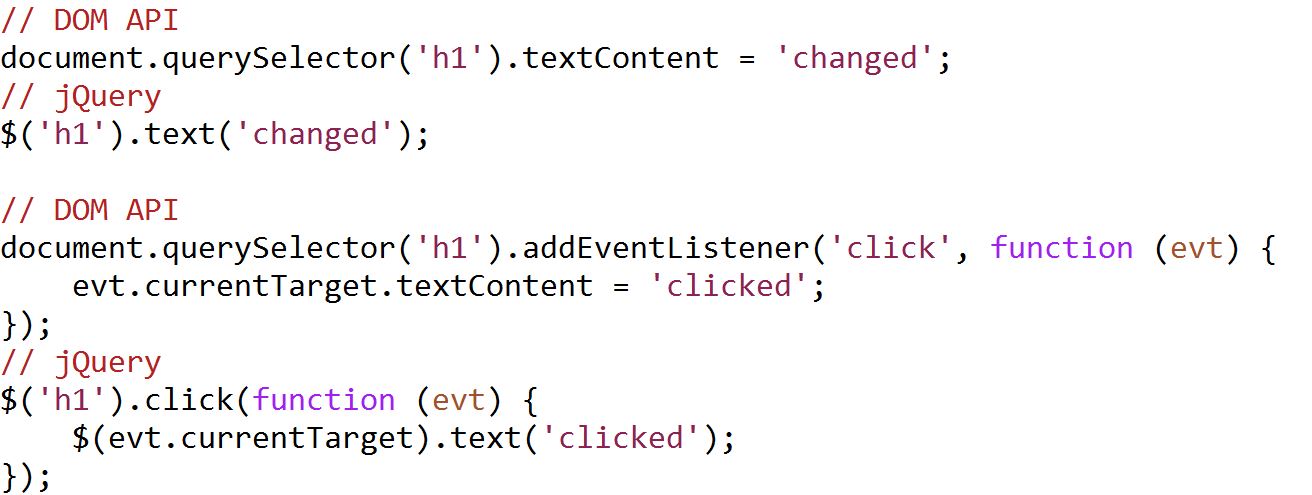 // DOM API
document.querySelector('h1').textContent = 'changed';
// jQuery
$('h1').text('changed');
// DOM API
document.querySelector('h1').addEventListener('click', function (evt) {
    evt.currentTarget.textContent = 'clicked';
});
// jQuery
$('h1').click(function (evt) {
    $(evt.currentTarget).text('clicked');
});